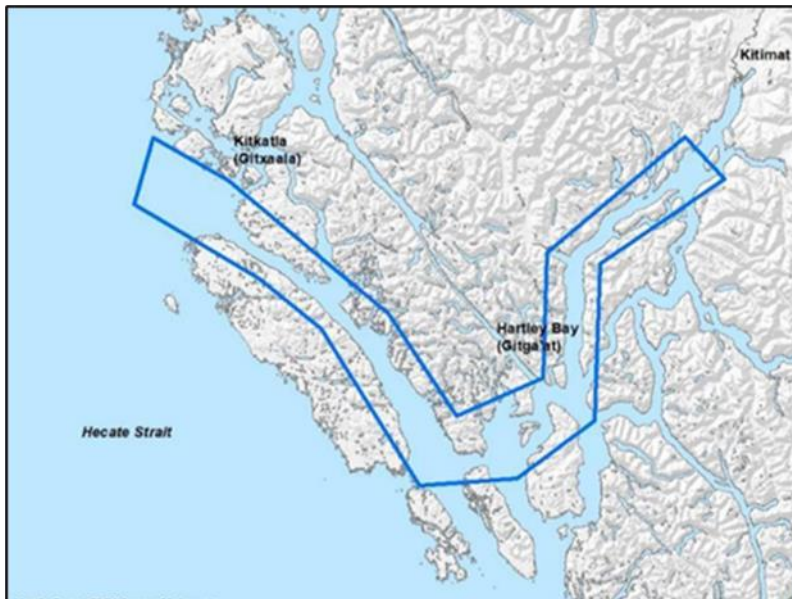 Kitimat
Kitkatla
(Gitxaala)
Hartley Bay
(Gitga'at)
Hecate Strait